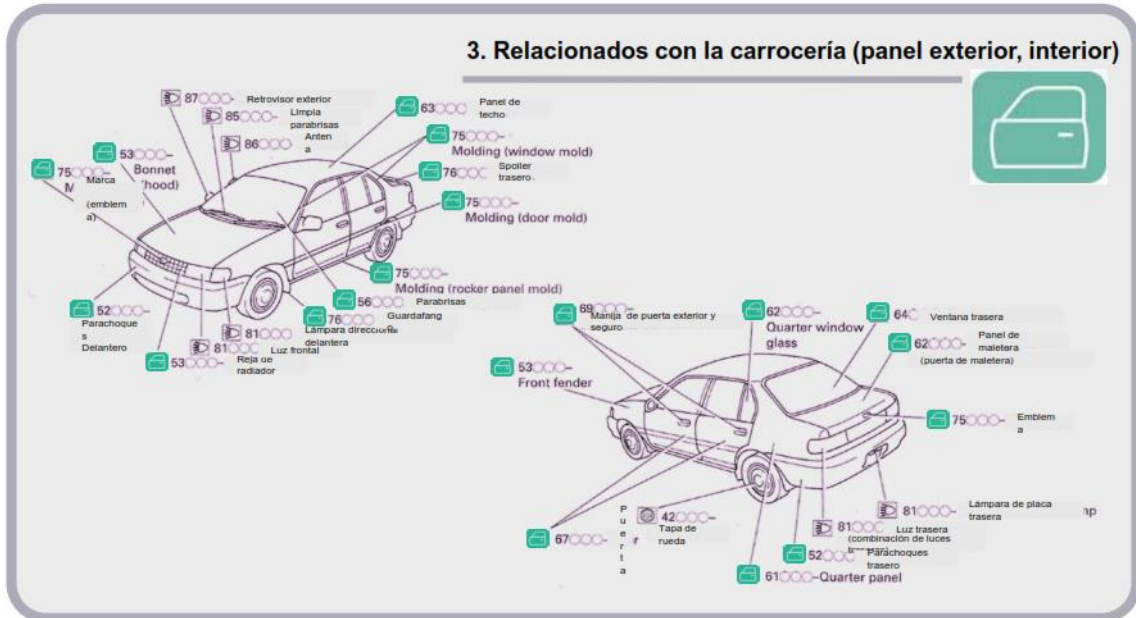 3. Relacionados con la carrocería (panel exterior, interior)
87○○○- Retrovisor exterior
85○○○- Limpia
parabrisas
86○○○ Anten
a
63○○○ Panel de
techo
75○○○-
Molding (window mold)
76○○○ Spoiler
trasero
75○○○-
Molding (door mold)
53○○○-
Bonnet
(hood)
75○○○-
Marca
(emblem
a)
75○○○-
Molding (rocker panel mold)
56○○○ Parabrisas
76○○○ Guardafang
Lámpara direccional
delantera
81○○○
81○○○ Luz frontal
52○○○-
Parachoque
s
Delantero
53○○○- Reja de
radiador
69○○○-
Manija de puerta exterior y
seguro
62○○○-
Quarter window
glass
64 Ventana trasera
62○○○- Panel de
maletera
(puerta de maletera)
53○○○-
Front fender
75○○○- Emblem
a
81○○○- Lámpara de placa
trasera
81○○○ Luz trasera
(combinación de luces
52○○○ Parachoques
trasero
61○○○-Quarter panel
42○○○-
Tapa de
rueda
67○○○-
P
u
e
r
t
a